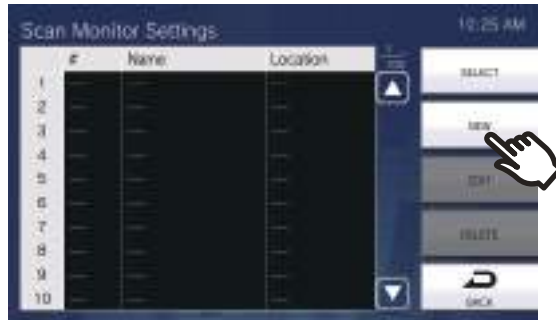 Scan Monitor Settings
10:25 AM
# Name Location
SELECT
NEW
EDIT
DELETE
BACK
1 --- --- ---
2 --- --- ---
3 --- --- ---
4 --- --- ---
5 --- --- ---
6 --- --- ---
7 --- --- ---
8 --- --- ---
9 --- --- ---
10 --- --- ---